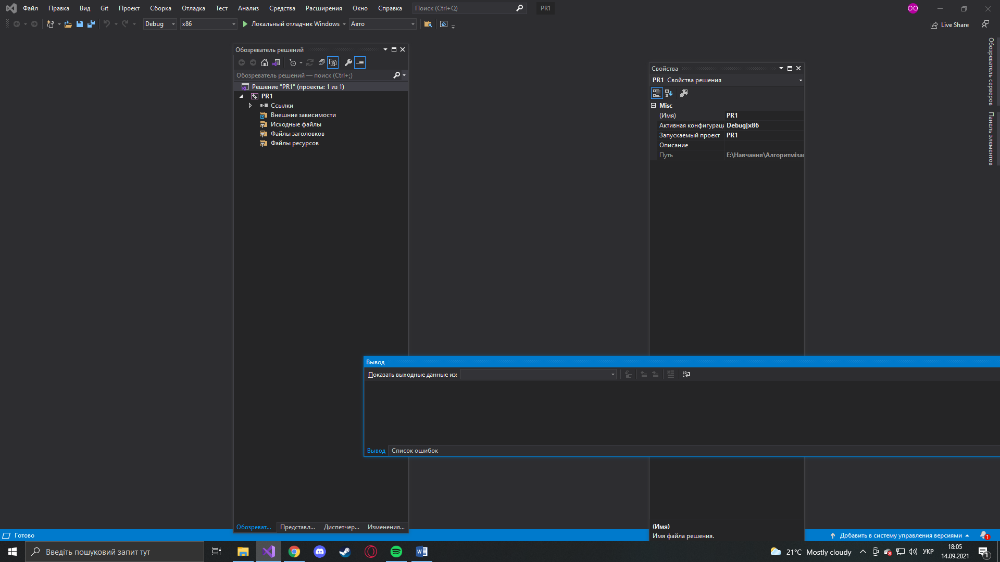 Файл Правка Вид Git Проект Сборка Отладка Тест Анализ Средства Расширения Окно Справка Поиск (Ctrl+Q) PR1 OO
Debug x86 Локальный отладчик Windows Авто Live Share
Обозреватель серверов
Панель элементов
Обозреватель решений
Обозреватель решений — поиск (Ctrl+;)
Решение "PR1" (проекты: 1 из 1)
PR1
Ссылки
Внешние зависимости
Исходные файлы
Файлы заголовков
Файлы ресурсов
Обозреват... Представл... Диспетчер... Изменения...
Свойства
PR1 Свойства решения
Misc
(Имя) PR1
Активная конфигураци Debug|x86
Запускаемый проект PR1
Описание
Путь E:\Навчання\Алгоритміза
Вывод
Показать выходные данные из:
Вывод Список ошибок
(Имя)
Имя файла решения.
Готово Добавить в систему управления версиями 1
Введіть пошуковий запит тут 21°C Mostly cloudy УКР 18:05
14.09.2021 1